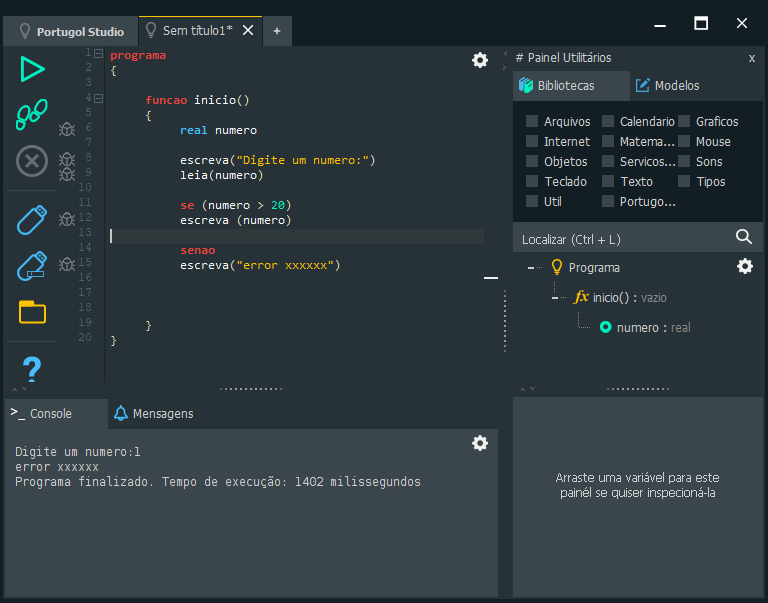 Portugol Studio
Sem título1*
+
1 programa
2 {
3
4 funcao inicio()
5 {
6 real numero
7
8 escreva("Digite um numero:")
9 leia(numero)
10
11 se (numero > 20)
12 escreva (numero)
13
14 senao
15 escreva("error xxxxxx")
16
17
18
19 }
20 }
# Painel Utilitários x
Bibliotecas Modelos
Arquivos Calendario Graficos
Internet Matema... Mouse
Objetos Servicos... Sons
Teclado Texto Tipos
Util Portugo...
Localizar (Ctrl + L)
Programa
fx inicio() : vazio
numero : real
>_ Console Mensagens
Digite um numero:1
error xxxxxx
Programa finalizado. Tempo de execução: 1402 milissegundos
Arraste uma variável para este
painél se quiser inspecioná-la